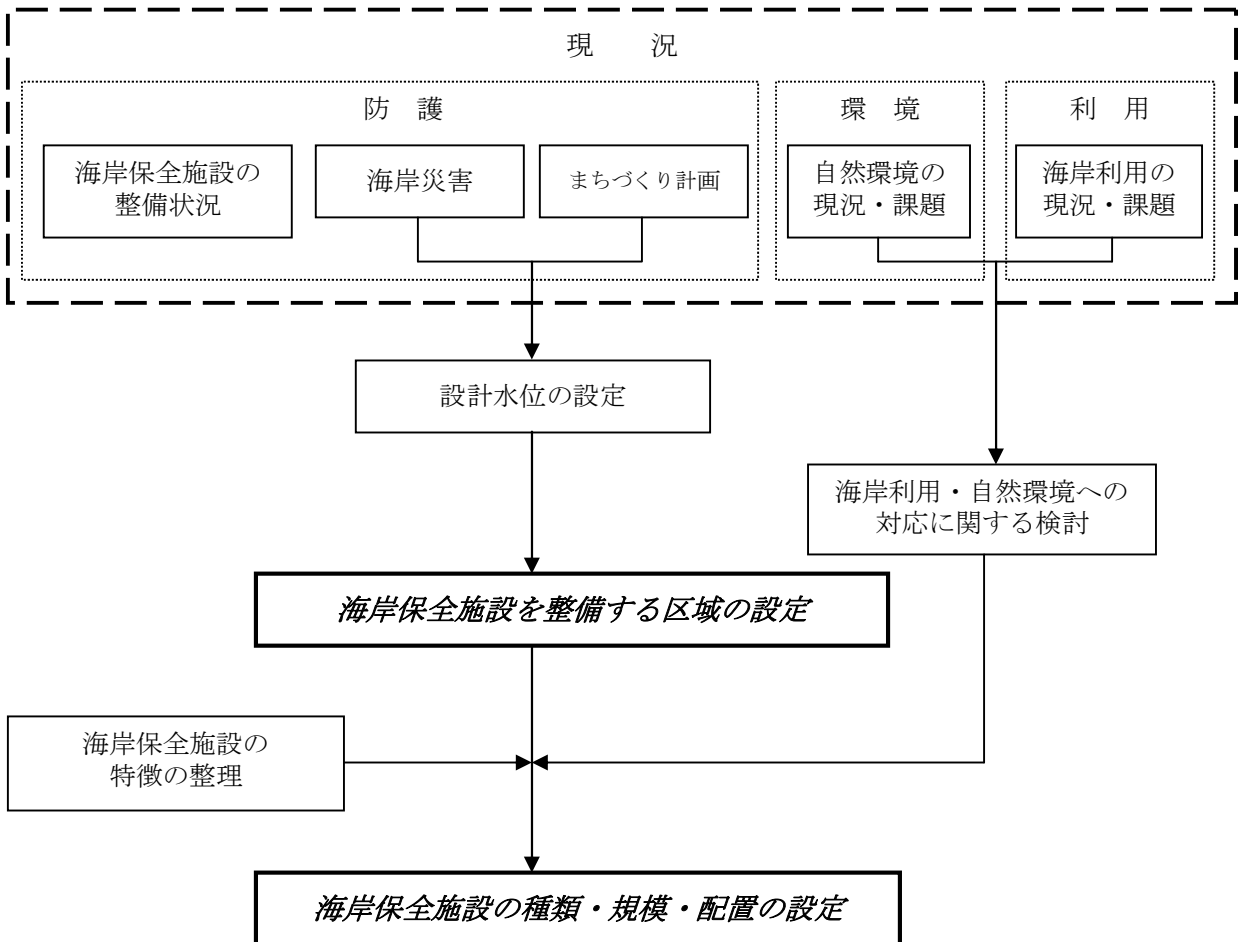 現　　況
防　護
環　境
利　用
海岸保全施設の
整備状況
海岸災害
まちづくり計画
自然環境の
現況・課題
海岸利用の
現況・課題
設計水位の設定
海岸利用・自然環境への
対応に関する検討
海岸保全施設を整備する区域の設定
海岸保全施設の
特徴の整理
海岸保全施設の種類・規模・配置の設定